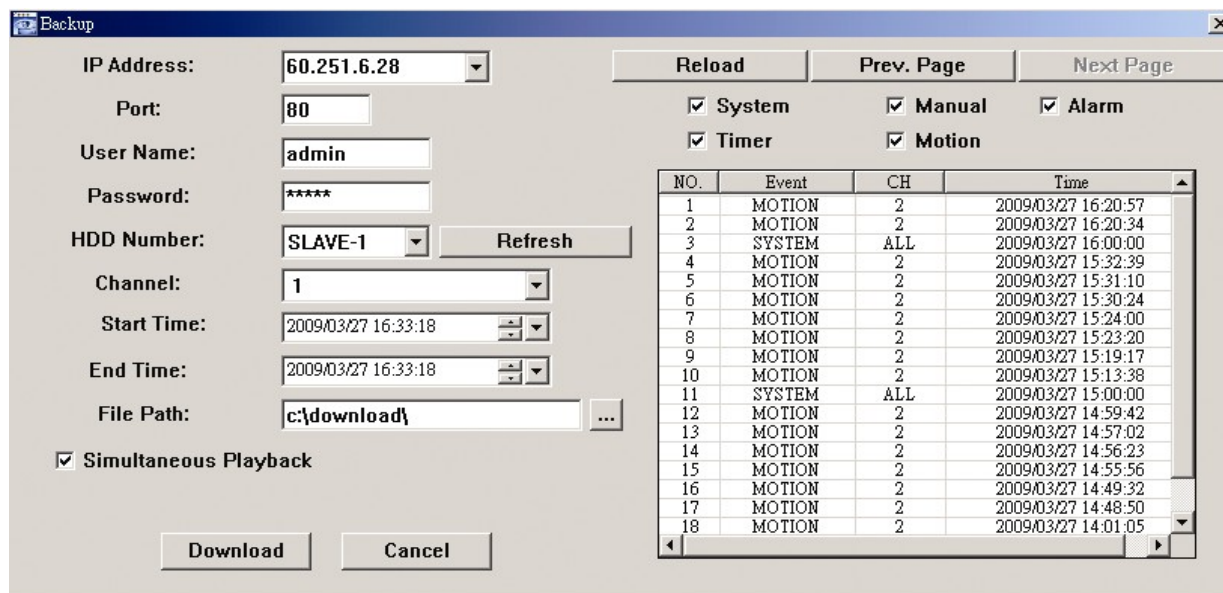 Backup
IP Address:
60.251.6.28
Port:
80
User Name:
admin
Password:
*****
HDD Number:
SLAVE-1
Refresh
Channel:
1
Start Time:
2009/03/27 16:33:18
End Time:
2009/03/27 16:33:18
File Path:
c:\download\
...
Simultaneous Playback
Download Cancel
Reload Prev. Page Next Page
System Manual Alarm
Timer Motion
NO. Event CH Time
1 MOTION 2 2009/03/27 16:20:57
2 MOTION 2 2009/03/27 16:20:34
3 SYSTEM ALL 2009/03/27 16:00:00
4 MOTION 2 2009/03/27 15:32:39
5 MOTION 2 2009/03/27 15:31:10
6 MOTION 2 2009/03/27 15:30:24
7 MOTION 2 2009/03/27 15:24:00
8 MOTION 2 2009/03/27 15:23:20
9 MOTION 2 2009/03/27 15:19:17
10 MOTION 2 2009/03/27 15:13:38
11 SYSTEM ALL 2009/03/27 15:00:00
12 MOTION 2 2009/03/27 14:59:42
13 MOTION 2 2009/03/27 14:57:02
14 MOTION 2 2009/03/27 14:56:23
15 MOTION 2 2009/03/27 14:55:56
16 MOTION 2 2009/03/27 14:49:32
17 MOTION 2 2009/03/27 14:48:50
18 MOTION 2 2009/03/27 14:01:05